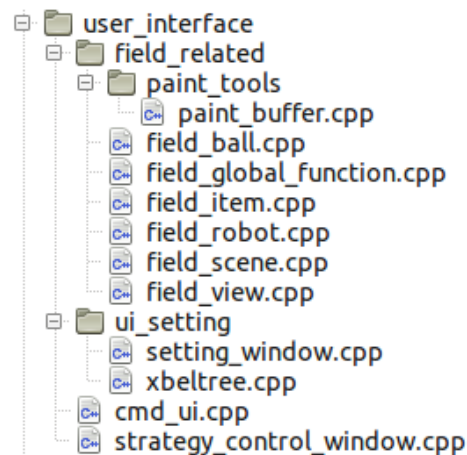 user_interface
field_related
paint_tools
paint_buffer.cpp
field_ball.cpp
field_global_function.cpp
field_item.cpp
field_robot.cpp
field_scene.cpp
field_view.cpp
ui_setting
setting_window.cpp
xbeltree.cpp
cmd_ui.cpp
strategy_control_window.cpp